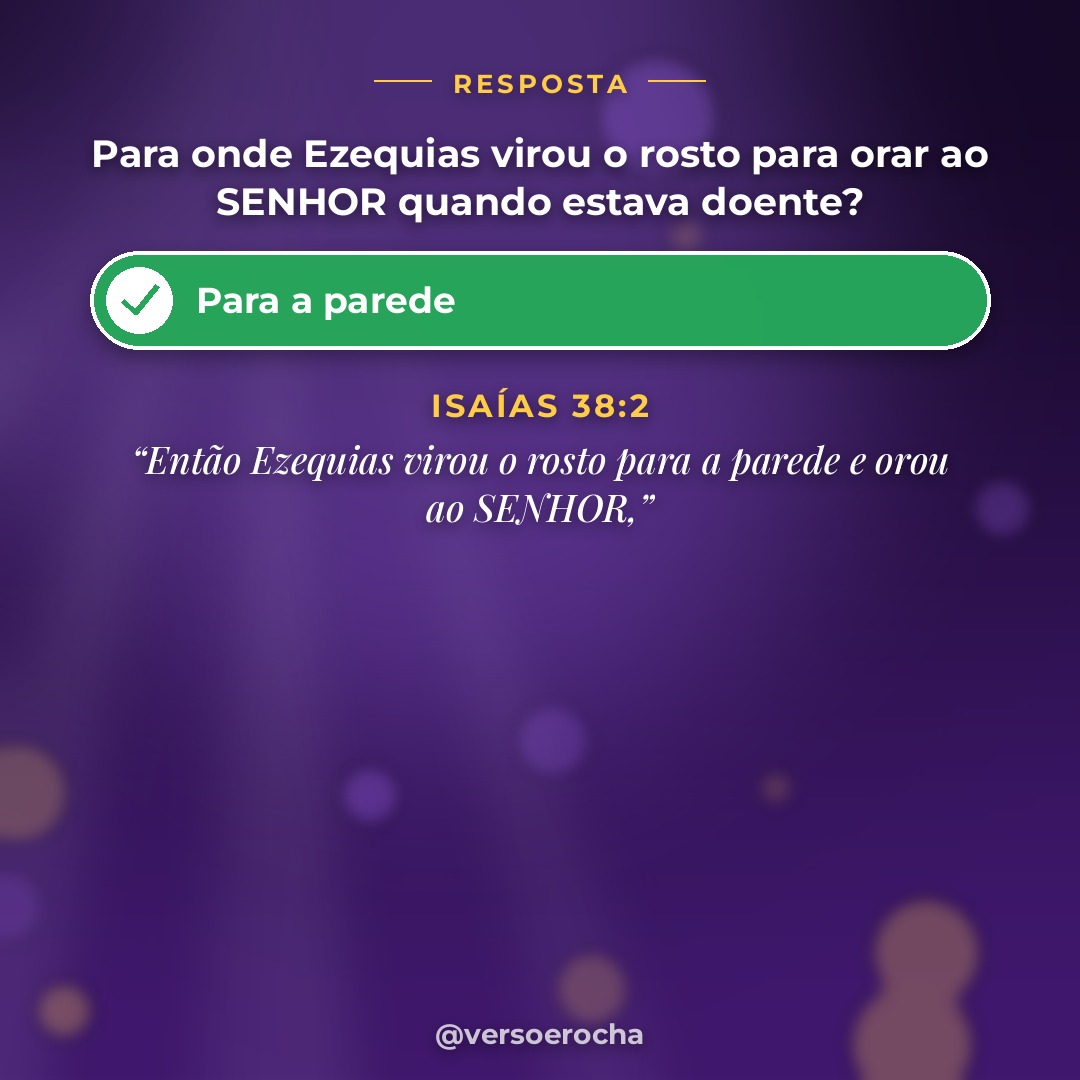 RESPOSTA
Para onde Ezequias virou o rosto para orar ao
SENHOR quando estava doente?
Para a parede
ISAÍAS 38:2
“Então Ezequias virou o rosto para a parede e orou
ao SENHOR,”
@versoerocha